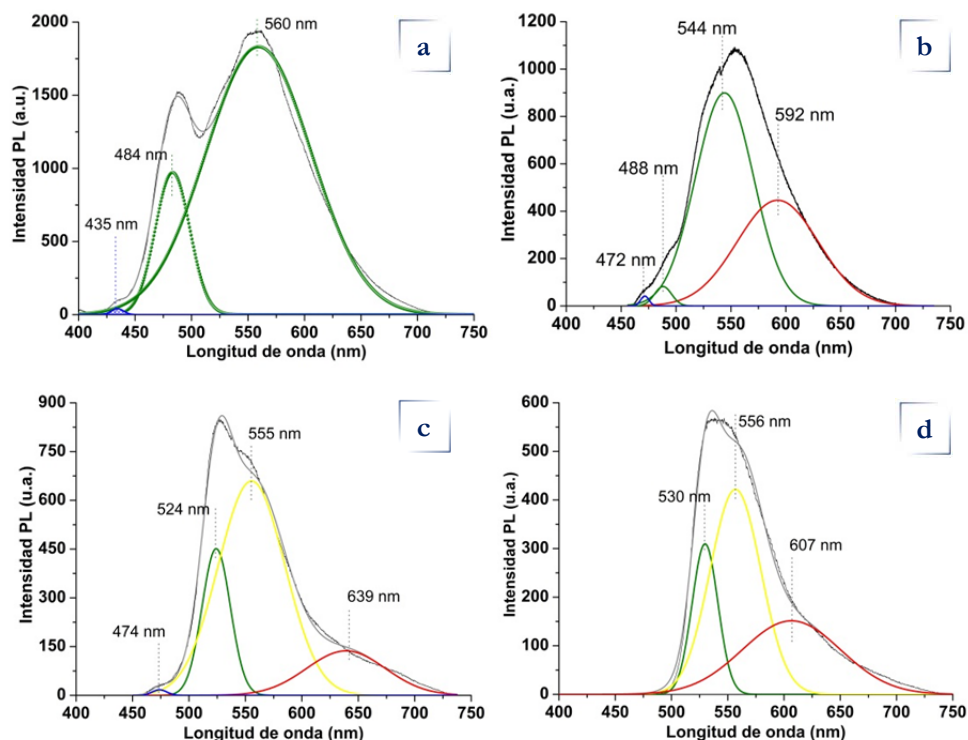 a
560 nm
484 nm
435 nm
Intensidad PL (a.u.)
2000
1500
1000
500
0
400 450 500 550 600 650 700 750
Longitud de onda (nm)
b
544 nm
592 nm
488 nm
472 nm
Intensidad PL (u.a.)
1200
1000
800
600
400
200
0
400 450 500 550 600 650 700 750
Longitud de onda (nm)
c
555 nm
524 nm
639 nm
474 nm
Intensidad PL (u.a.)
900
750
600
450
300
150
0
400 450 500 550 600 650 700 750
Longitud de onda (nm)
d
556 nm
530 nm
607 nm
Intensidad PL (u.a.)
600
500
400
300
200
100
0
400 450 500 550 600 650 700 750
Longitud de onda (nm)